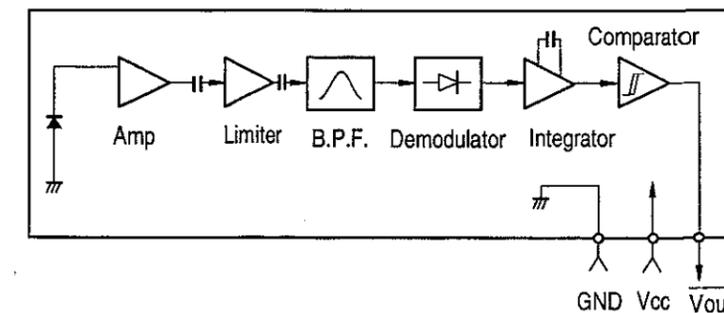 Comparator
Amp
Limiter
B.P.F.
Demodulator
Integrator
GND
Vcc